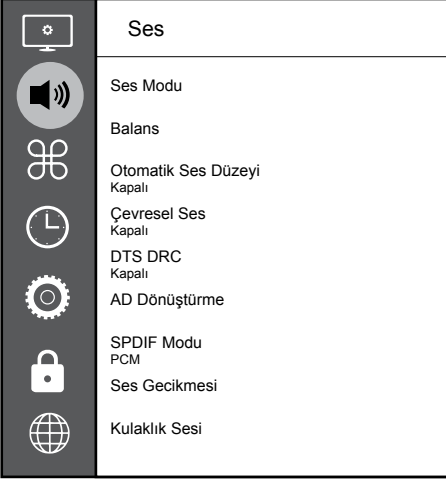 Ses
Ses Modu
Balans
Otomatik Ses Düzeyi
Kapalı
Çevresel Ses
Kapalı
DTS DRC
Kapalı
AD Dönüştürme
SPDIF Modu
PCM
Ses Gecikmesi
Kulaklık Sesi